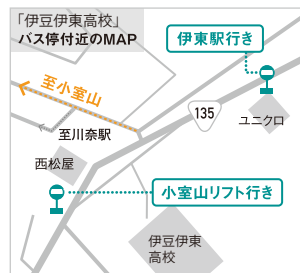 「伊豆伊東高校」
バス停付近のMAP
伊東駅行き
至小室山
135
ユニクロ
至川奈駅
西松屋
小室山リフト行き
伊豆伊東
高校